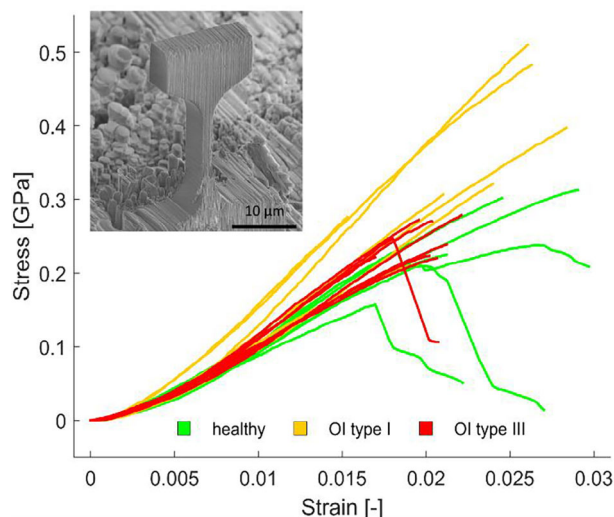 0.5
0.4
0.3
0.2
0.1
0
Stress [GPa]
10 µm
healthy
OI type I
OI type III
0
0.005
0.01
0.015
0.02
0.025
0.03
Strain [-]